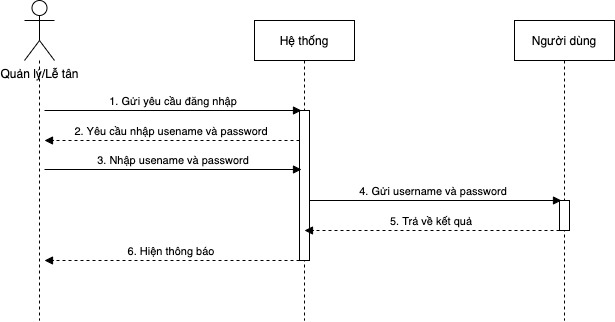 Hệ thống
Người dùng
Quản lý/Lễ tân
1. Gửi yêu cầu đăng nhập
2. Yêu cầu nhập usename và password
3. Nhập usename và password
4. Gửi username và password
5. Trả về kết quả
6. Hiện thông báo